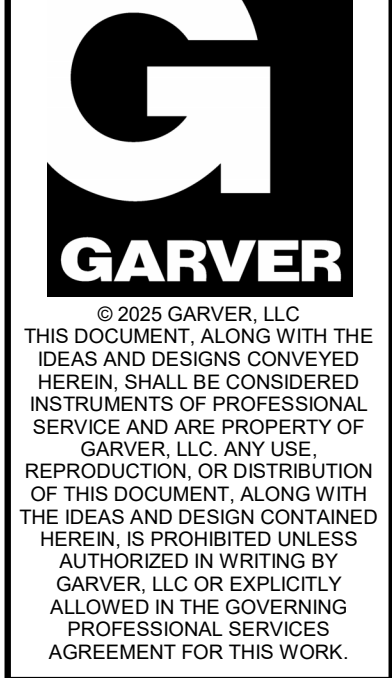 GARVER
© 2025 GARVER, LLC
THIS DOCUMENT, ALONG WITH THE
IDEAS AND DESIGNS CONVEYED
HEREIN, SHALL BE CONSIDERED
INSTRUMENTS OF PROFESSIONAL
SERVICE AND ARE PROPERTY OF
GARVER, LLC. ANY USE,
REPRODUCTION, OR DISTRIBUTION
OF THIS DOCUMENT, ALONG WITH
THE IDEAS AND DESIGN CONTAINED
HEREIN, IS PROHIBITED UNLESS
AUTHORIZED IN WRITING BY
GARVER, LLC OR EXPLICITLY
ALLOWED IN THE GOVERNING
PROFESSIONAL SERVICES
AGREEMENT FOR THIS WORK.